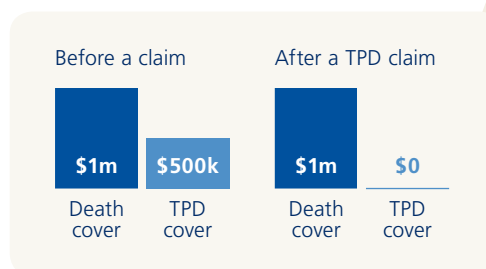 Before a claim
After a TPD claim
$1m
$500k
$1m
$0
Death
cover
TPD
cover
Death
cover
TPD
cover